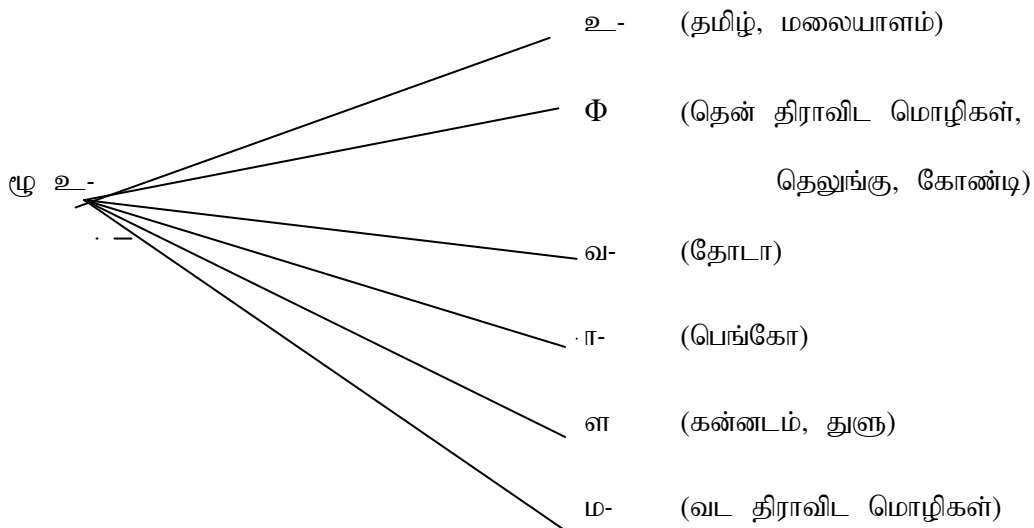 உ- (தமிழ், மலையாளம்)
Φ (தென் திராவிட மொழிகள்,
தெலுங்கு, கோண்டி)
ழூ உ-
வ- (தோடா)
ர- (பெங்கோ)
ள (கன்னடம், துளு)
ம- (வட திராவிட மொழிகள்)